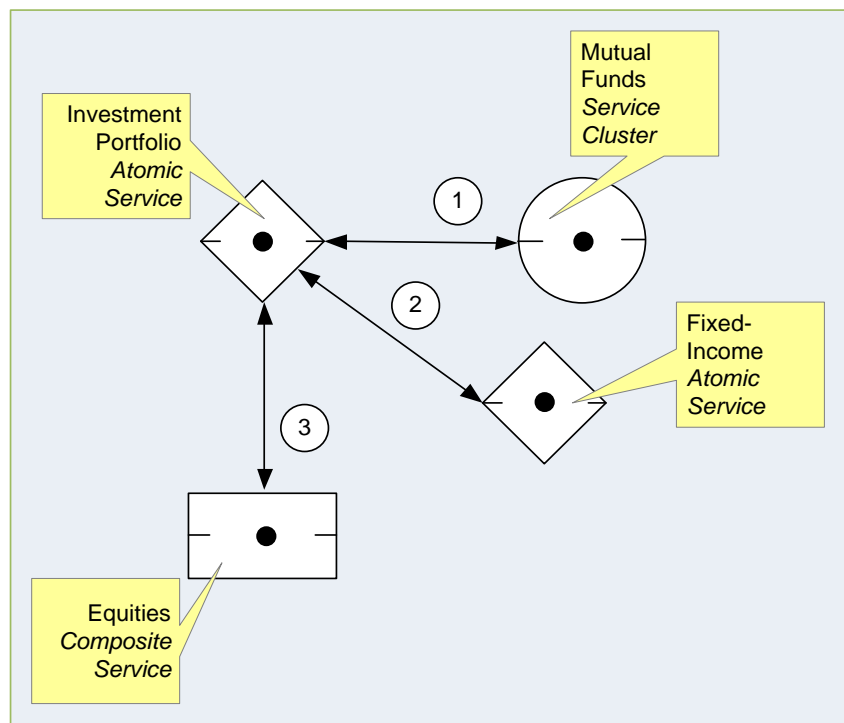 Mutual
Funds
Service
Cluster
Investment
Portfolio
Atomic
Service
1
2
Fixed-
Income
Atomic
Service
3
Equities
Composite
Service